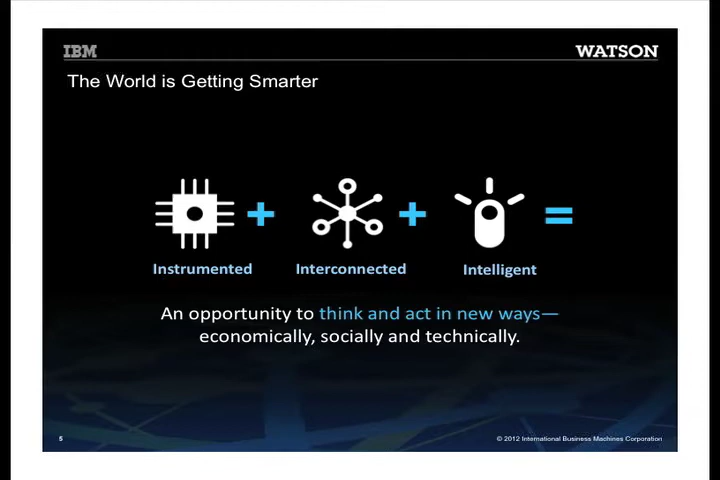 IBM
WATSON
The World is Getting Smarter
+ + =
Instrumented Interconnected Intelligent
An opportunity to think and act in new ways—
economically, socially and technically.
5
© 2012 International Business Machines Corporation